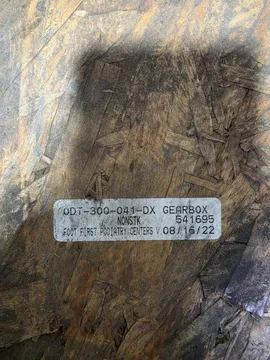 ODT-300-041-DX GEARBOX
NONSTK 541695
FOOT FIRST PODIATRY CENTERS V 08/16/22